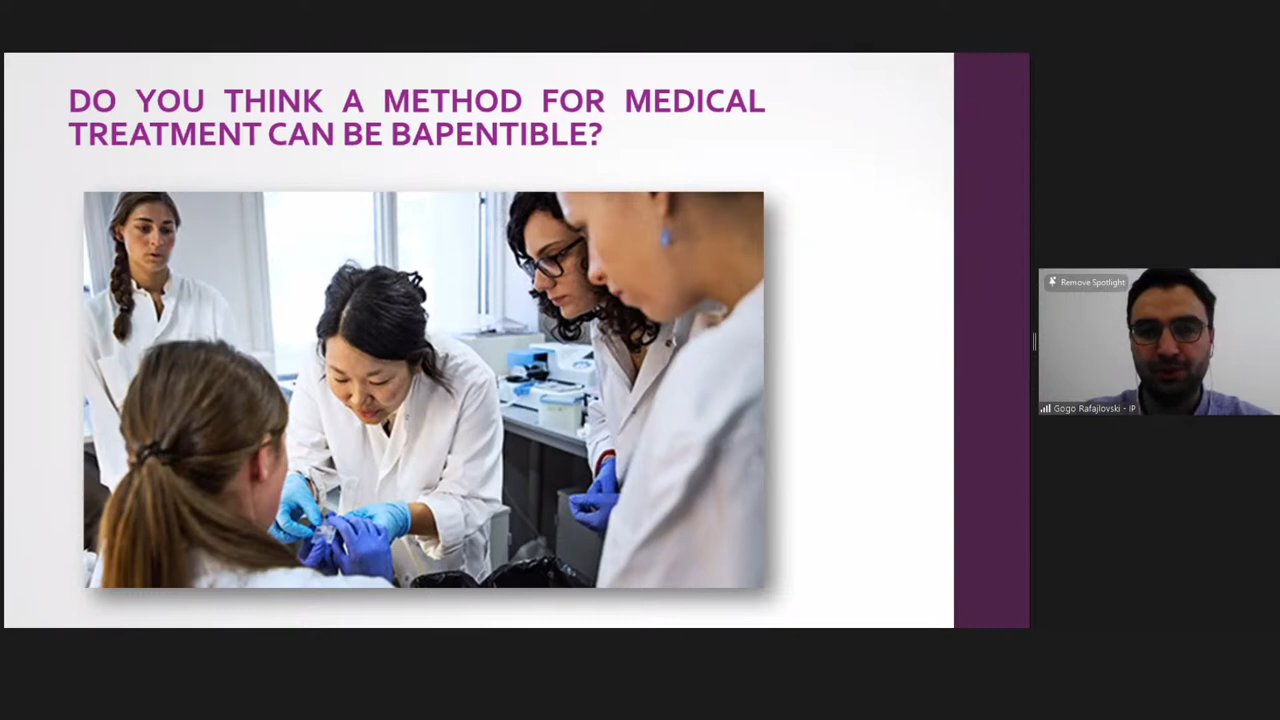 DO YOU THINK A METHOD FOR MEDICAL
TREATMENT CAN BE BAPENTIBLE?
Remove Spotlight
Gogo Rafajlovski - IP